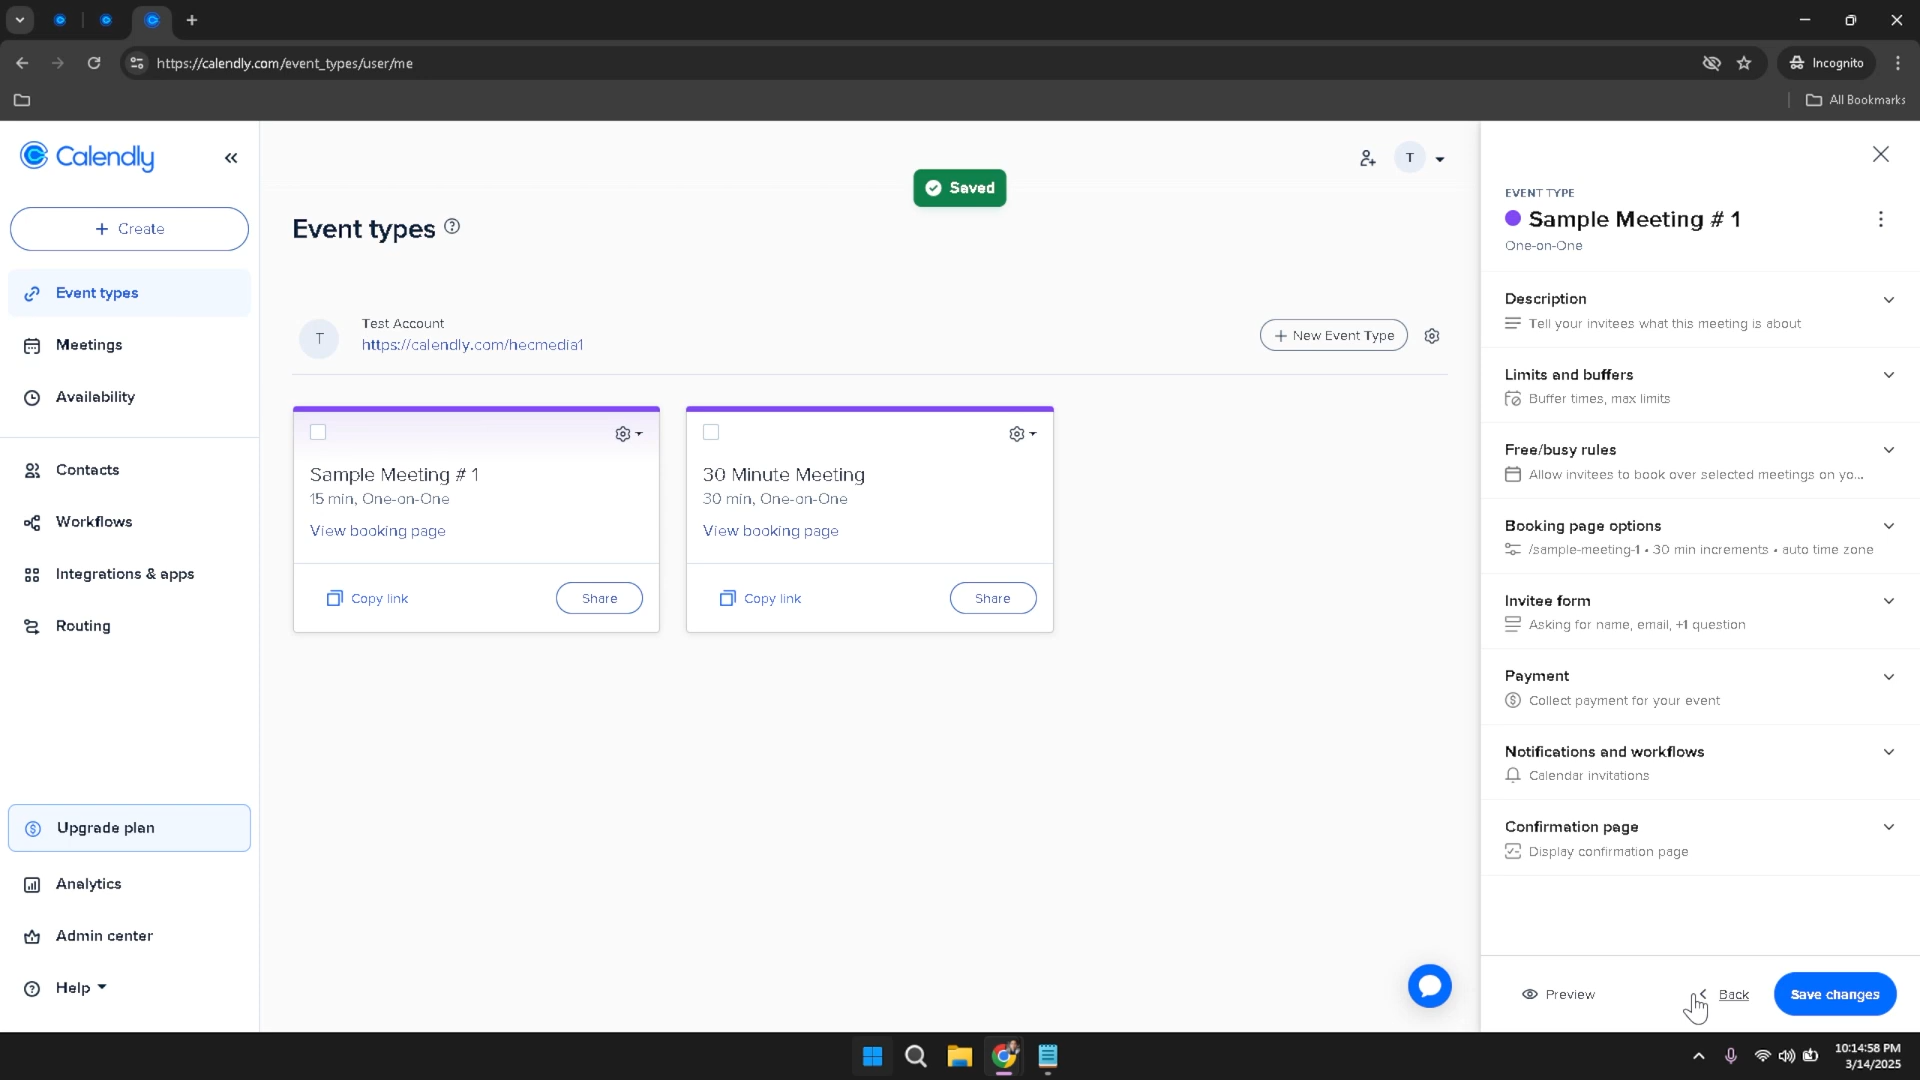 https://calendly.com/event_types/user/me
Incognito
All Bookmarks
Calendly
+ Create
Event types
Meetings
Availability
Contacts
Workflows
Integrations & apps
Routing
Upgrade plan
Analytics
Admin center
Help
T
Saved
Event types
T
Test Account
https://calendly.com/hecmedia1
+ New Event Type
Sample Meeting # 1
15 min, One-on-One
View booking page
Copy link
Share
30 Minute Meeting
30 min, One-on-One
View booking page
Copy link
Share
EVENT TYPE
Sample Meeting # 1
One-on-One
Description
Tell your invitees what this meeting is about
Limits and buffers
Buffer times, max limits
Free/busy rules
Allow invitees to book over selected meetings on yo...
Booking page options
/sample-meeting-1 • 30 min increments • auto time zone
Invitee form
Asking for name, email, +1 question
Payment
Collect payment for your event
Notifications and workflows
Calendar invitations
Confirmation page
Display confirmation page
Preview
Back
Save changes
10:14:58 PM
3/14/2025